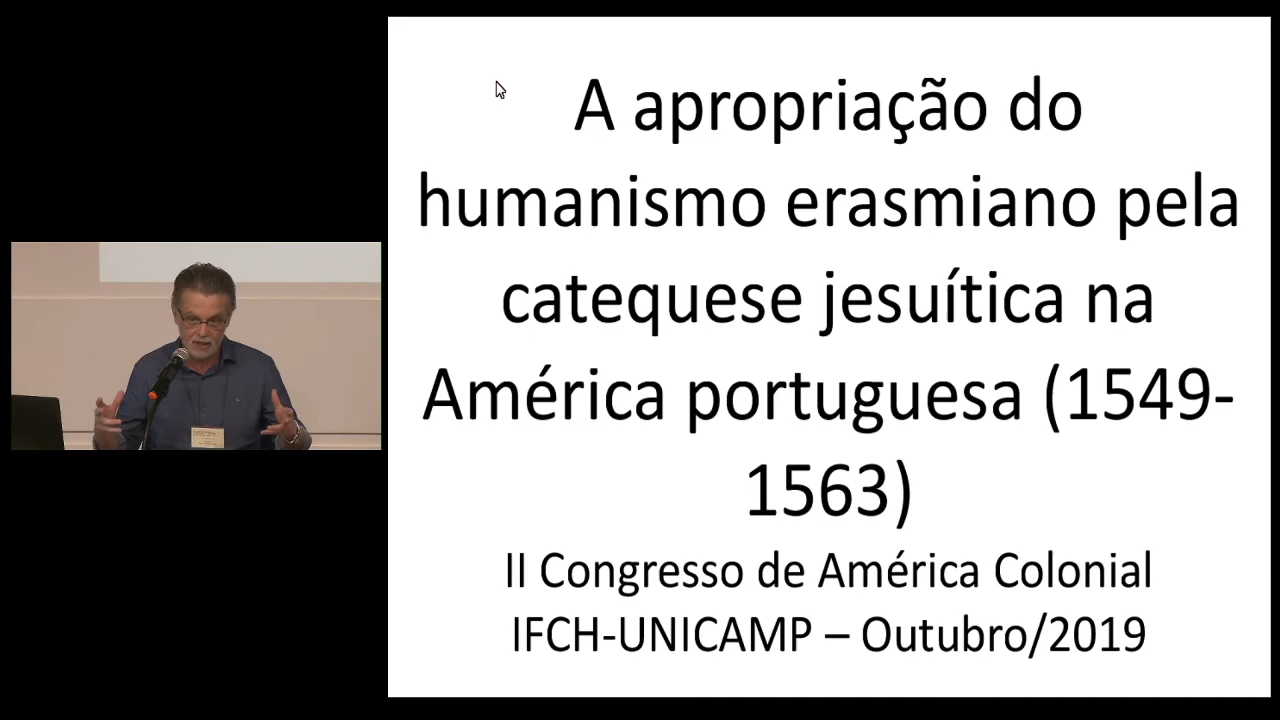 A apropriação do
humanismo erasmiano pela
catequese jesuítica na
América portuguesa (1549-
1563)
II Congresso de América Colonial
IFCH-UNICAMP – Outubro/2019